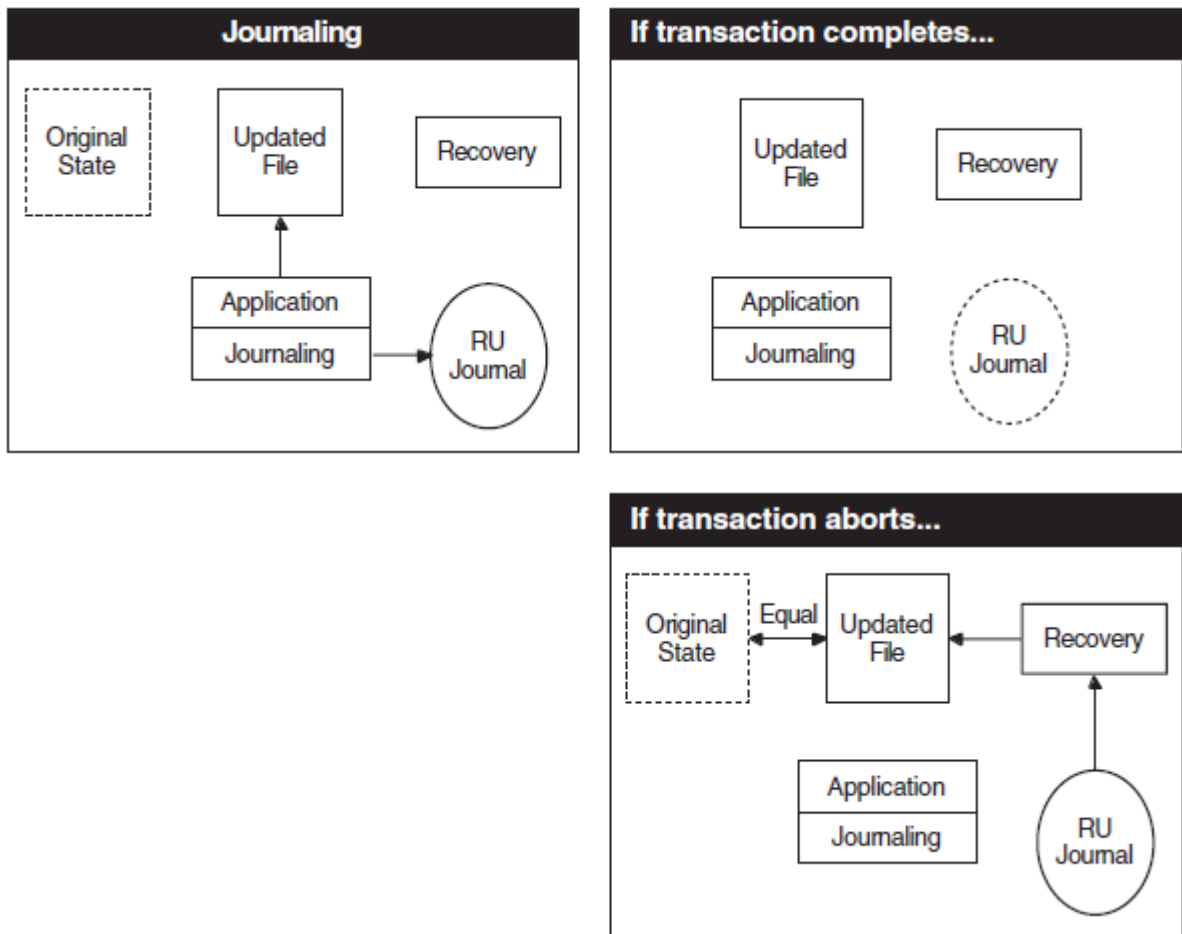 Journaling
Original
State
Updated
File
Recovery
Application
Journaling
RU
Journal
If transaction completes...
Updated
File
Recovery
Application
Journaling
RU
Journal
If transaction aborts...
Original
State
Equal
Updated
File
Recovery
Application
Journaling
RU
Journal